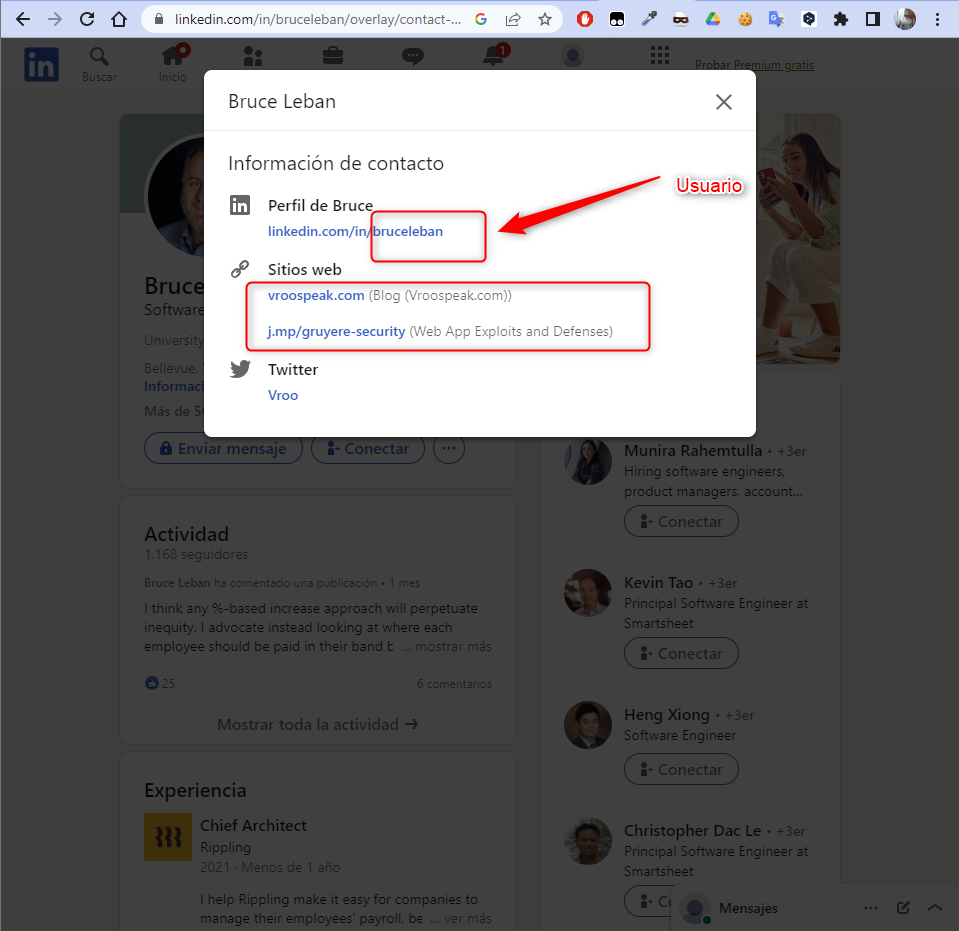 linkedin.com/in/bruceleban/overlay/contact-...
in
Buscar
Inicio
1
Probar Premium gratis
Bruce Leban
Información de contacto
Usuario
Perfil de Bruce
linkedin.com/in/bruceleban
Sitios web
vroospeak.com (Blog (Vroospeak.com))
j.mp/gruyere-security (Web App Exploits and Defenses)
Twitter
Vroo
Bruce
Software
University
Bellevue,
Informaci
Más de 50
Enviar mensaje
Conectar
Actividad
1.168 seguidores
Bruce Leban ha comentado una publicación • 1 mes
I think any %-based increase approach will perpetuate
inequity. I advocate instead looking at where each
employee should be paid in their band b ... mostrar más
25
6 comentarios
Mostrar toda la actividad →
Experiencia
Chief Architect
Rippling
2021 - Menos de 1 año
I help Rippling make it easy for companies to
manage their employees' payroll, be ... ver más
Munira Rahemtulla • +3er
Hiring software engineers,
product managers, account...
Conectar
Kevin Tao • +3er
Principal Software Engineer at
Smartsheet
Conectar
Heng Xiong • +3er
Software Engineer
Conectar
Christopher Dac Le • +3er
Principal Software Engineer at
Smartsheet
Mensajes